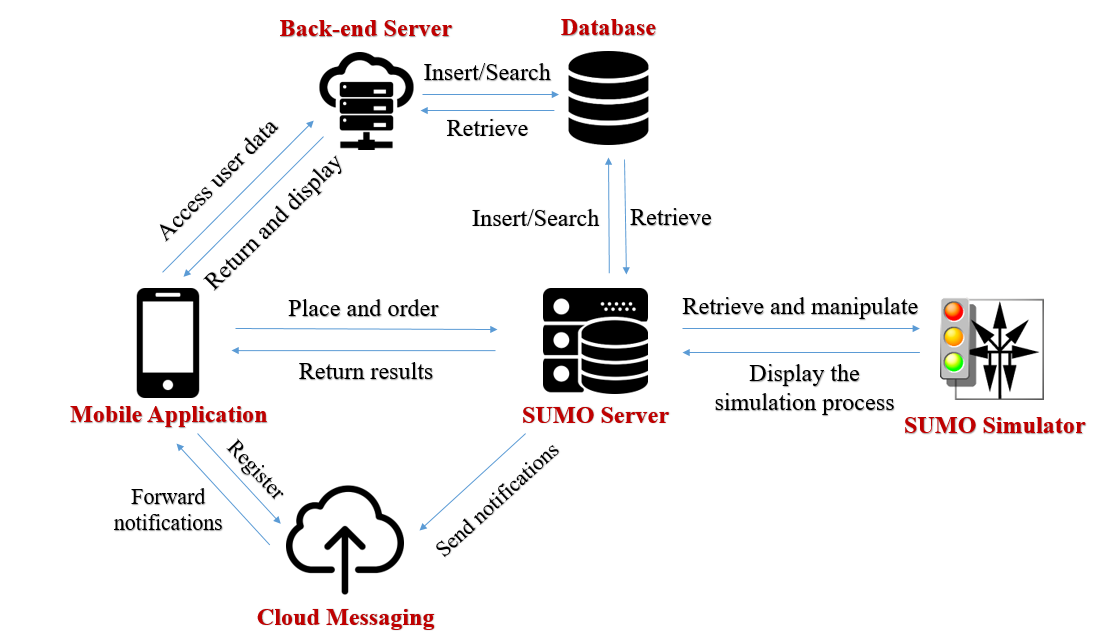 Back-end Server
Database
Insert/Search
Retrieve
Access user data
Return and display
Insert/Search
Retrieve
Place and order
Return results
Retrieve and manipulate
Display the
simulation process
Mobile Application
SUMO Server
SUMO Simulator
Register
Forward
notifications
Send notifications
Cloud Messaging